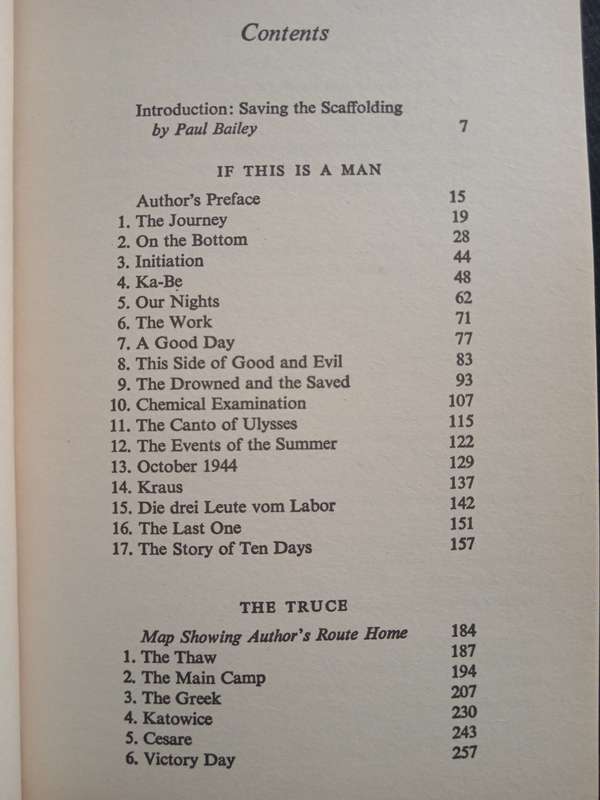 Contents
Introduction: Saving the Scaffolding
by Paul Bailey 7
IF THIS IS A MAN
Author's Preface 15
1. The Journey 19
2. On the Bottom 28
3. Initiation 44
4. Ka-Be 48
5. Our Nights 62
6. The Work 71
7. A Good Day 77
8. This Side of Good and Evil 83
9. The Drowned and the Saved 93
10. Chemical Examination 107
11. The Canto of Ulysses 115
12. The Events of the Summer 122
13. October 1944 129
14. Kraus 137
15. Die drei Leute vom Labor 142
16. The Last One 151
17. The Story of Ten Days 157
THE TRUCE
Map Showing Author's Route Home 184
1. The Thaw 187
2. The Main Camp 194
3. The Greek 207
4. Katowice 230
5. Cesare 243
6. Victory Day 257